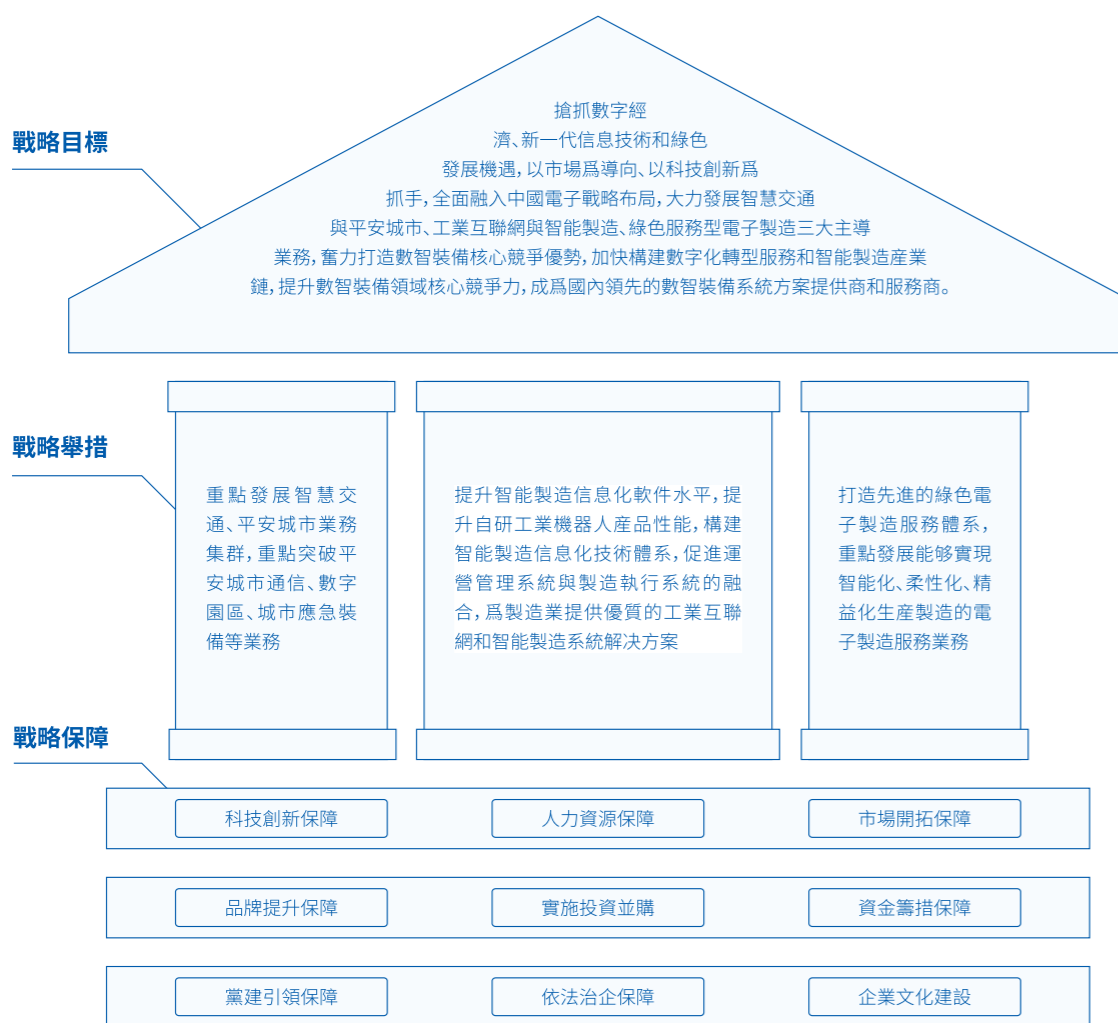 戰略目標
搶抓數字經
濟、新一代信息技術和綠色
發展機遇，以市場爲導向、以科技創新爲
抓手，全面融入中國電子戰略布局，大力發展智慧交通
與平安城市、工業互聯網與智能製造、綠色服務型電子製造三大主導
業務，奮力打造數智裝備核心競爭優勢，加快構建數字化轉型服務和智能製造産業
鏈，提升數智裝備領域核心競爭力，成爲國內領先的數智裝備系統方案提供商和服務商。
戰略舉措
重點發展智慧交
通、平安城市業務
集群，重點突破平
安城市通信、數字
園區、城市應急裝
備等業務
提升智能製造信息化軟件水平，提
升自研工業機器人産品性能，構建
智能製造信息化技術體系，促進運
營管理系統與製造執行系統的融
合，爲製造業提供優質的工業互聯
網和智能製造系統解决方案
打造先進的綠色電
子製造服務體系，
重點發展能够實現
智能化、柔性化、精
益化生産製造的電
子製造服務業務
戰略保障
科技創新保障
人力資源保障
市場開拓保障
品牌提升保障
實施投資並購
資金籌措保障
黨建引領保障
依法治企保障
企業文化建設